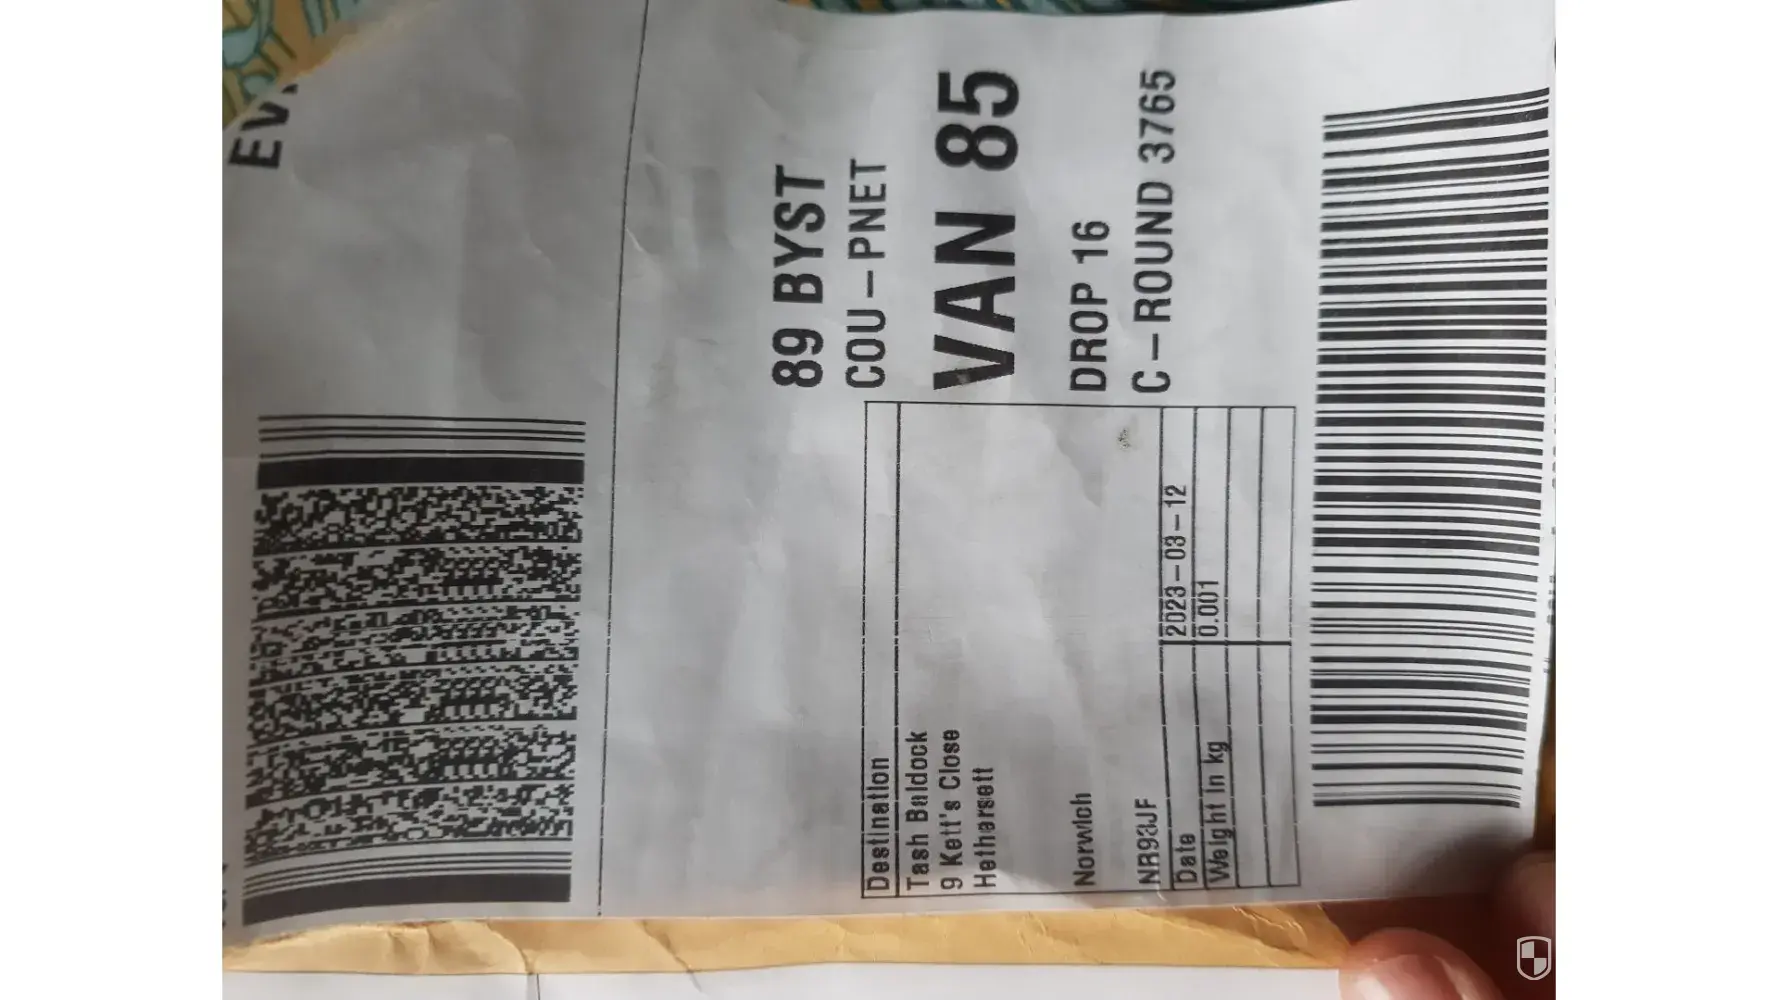 EVR
89 BYST
COU-PNET
VAN 85
DROP 16
C-ROUND 3765
Destination
Tash Baldock
9 Kett's Close
Hethersett
Norwich
NR93JF
Date 2023-03-12
Weight In kg 0.001